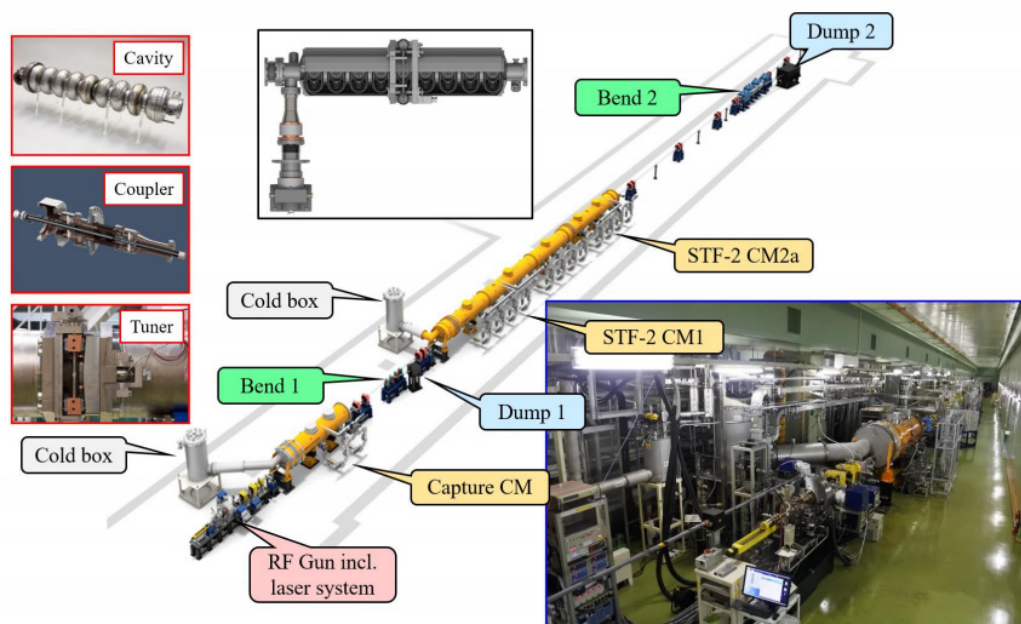 Cavity
Coupler
Tuner
Dump 2
Bend 2
STF-2 CM2a
Cold box
STF-2 CM1
Bend 1
Dump 1
Cold box
Capture CM
RF Gun incl.
laser system